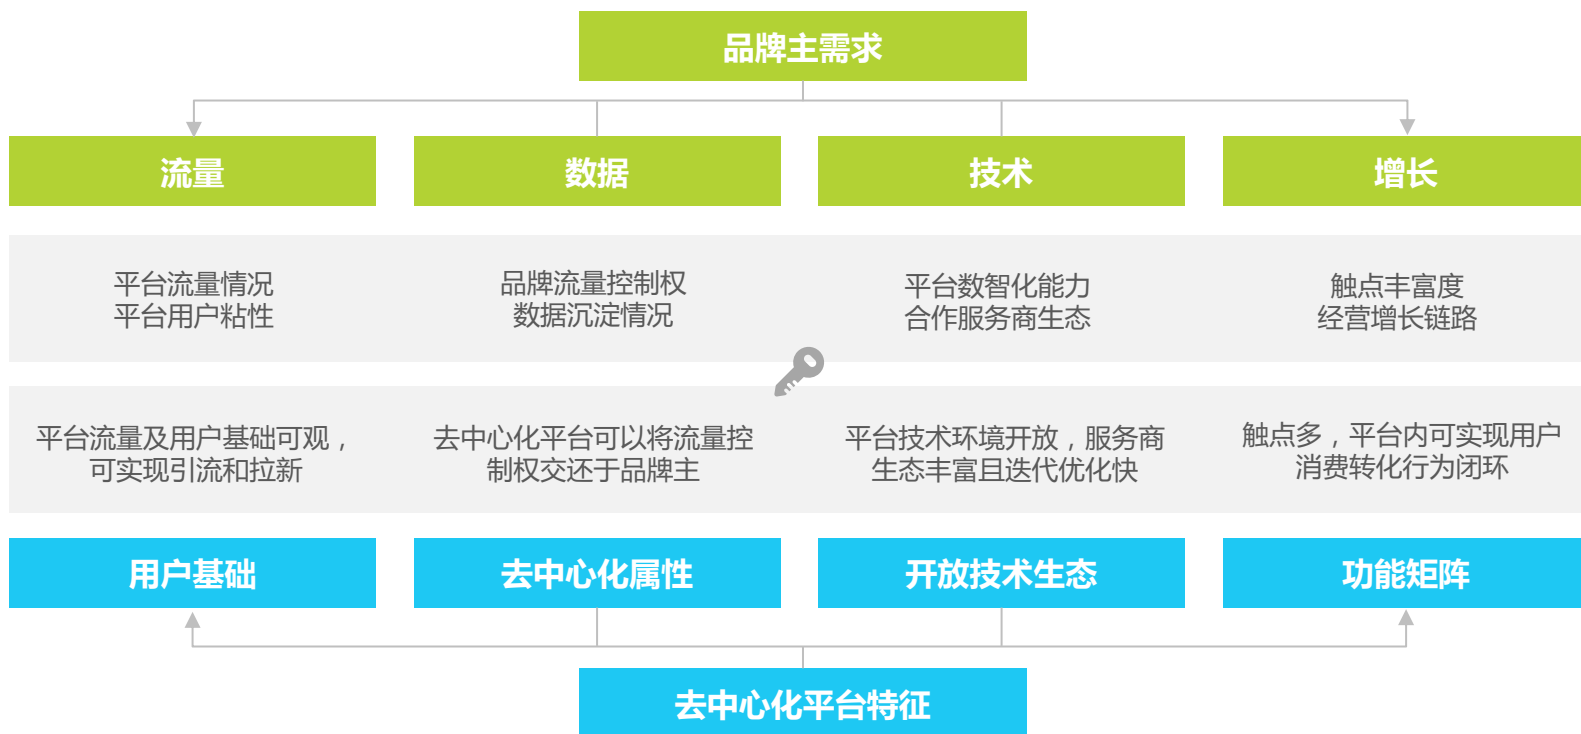 品牌主需求
流量
数据
技术
增长
平台流量情况
平台用户粘性
品牌流量控制权
数据沉淀情况
平台数智化能力
合作服务商生态
触点丰富度
经营增长链路
平台流量及用户基础可观，
可实现引流和拉新
去中心化平台可以将流量控
制权交还于品牌主
平台技术环境开放，服务商
生态丰富且迭代优化快
触点多，平台内可实现用户
消费转化行为闭环
用户基础
去中心化属性
开放技术生态
功能矩阵
去中心化平台特征